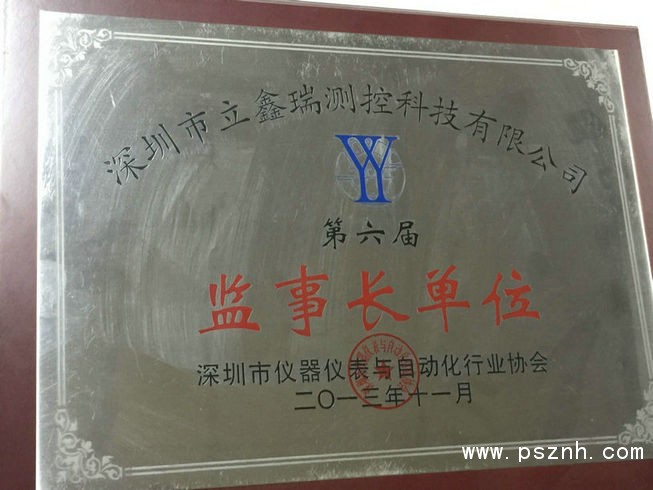 深圳市立鑫瑞测控科技有限公司
第六届
监事长单位
深圳市仪器仪表与自动化行业协会
二〇一三年十一月
www.psznh.com